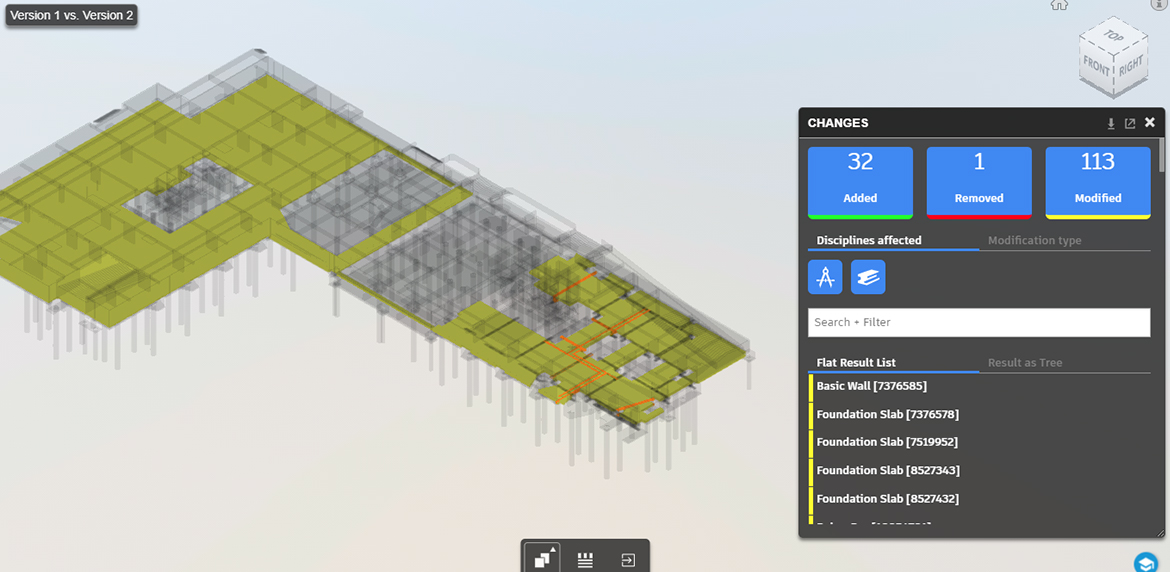 Version 1 vs. Version 2
TOP
FRONT
RIGHT
CHANGES
32
Added
1
Removed
113
Modified
Disciplines affected
Modification type
Search + Filter
Flat Result List
Result as Tree
Basic Wall [7376585]
Foundation Slab [7376578]
Foundation Slab [7519952]
Foundation Slab [8527343]
Foundation Slab [8527432]